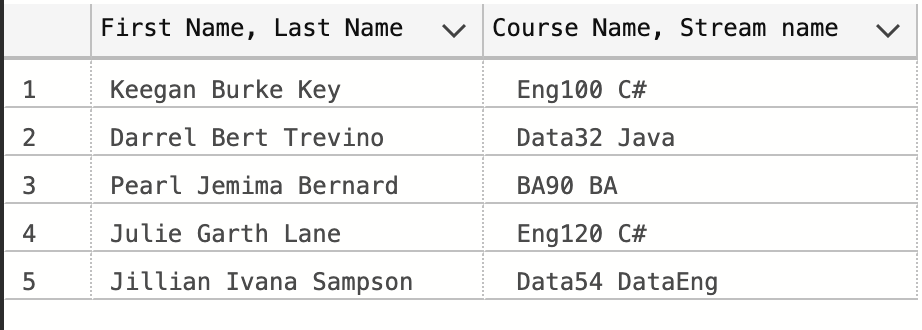 First Name, Last Name Course Name, Stream name
1 Keegan Burke Key Eng100 C#
2 Darrel Bert Trevino Data32 Java
3 Pearl Jemima Bernard BA90 BA
4 Julie Garth Lane Eng120 C#
5 Jillian Ivana Sampson Data54 DataEng